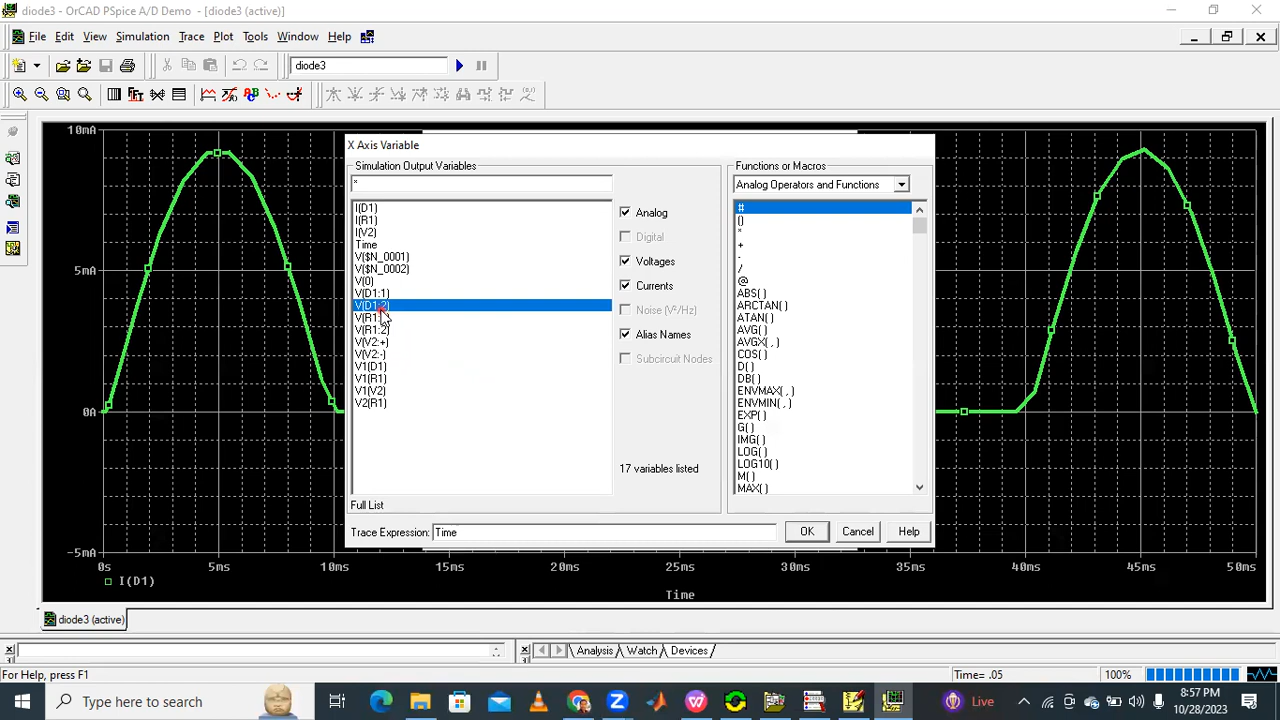 diode3 - OrCAD PSpice A/D Demo - [diode3 (active)]
File Edit View Simulation Trace Plot Tools Window Help
diode3
10mA
5mA
0A
-5mA
X Axis Variable
Simulation Output Variables
*
I(D1)
I(R1)
I(V2)
Time
V($N_0001)
V($N_0002)
V(0)
V(D1:1)
V(D1:2)
V(R1:
V(R1:2)
V(V2:+)
V(V2:-)
V1(D1)
V1(R1)
V1(V2)
V2(R1)
Full List
Analog
Digital
Voltages
Currents
Noise (V²/Hz)
Alias Names
Subcircuit Nodes
17 variables listed
Functions or Macros
Analog Operators and Functions
#
()
*
+
-
/
@
ABS( )
ARCTAN( )
ATAN( )
AVG( )
AVGX( , )
COS( )
D( )
DB( )
ENVMAX( , )
ENVMIN( , )
EXP( )
G( )
IMG( )
LOG( )
LOG10( )
M( )
MAX( )
Trace Expression: Time
OK Cancel Help
0s 5ms 10ms 15ms 20ms 25ms 30ms 35ms 40ms 45ms 50ms
I(D1)
Time
diode3 (active)
Analysis Watch Devices
For Help, press F1
Time= .05
100%
Type here to search
Live
8:57 PM
10/28/2023